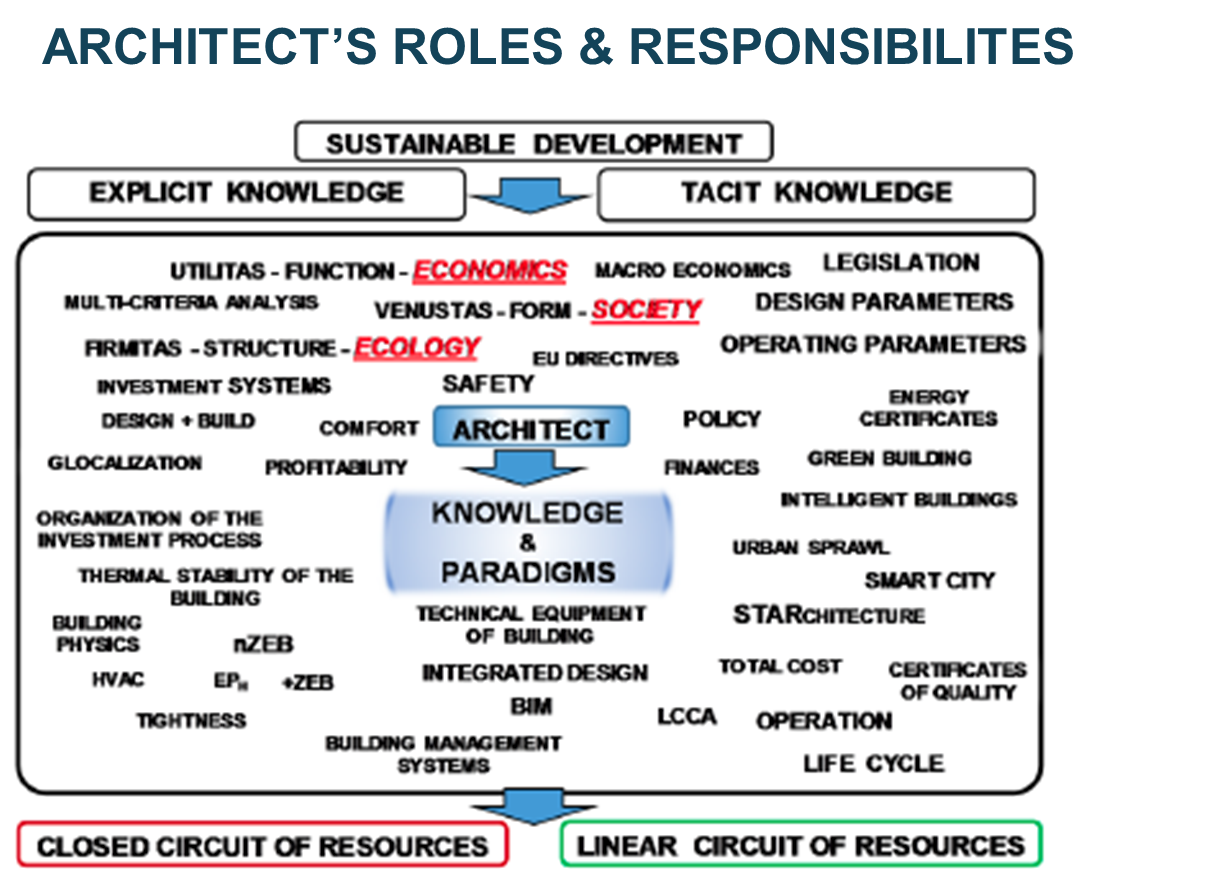 ARCHITECT’S ROLES & RESPONSIBILITES
SUSTAINABLE DEVELOPMENT
EXPLICIT KNOWLEDGE
TACIT KNOWLEDGE
UTILITAS - FUNCTION - ECONOMICS
MACRO ECONOMICS
LEGISLATION
MULTI-CRITERIA ANALYSIS
VENUSTAS - FORM - SOCIETY
DESIGN PARAMETERS
FIRMITAS - STRUCTURE - ECOLOGY
EU DIRECTIVES
OPERATING PARAMETERS
INVESTMENT SYSTEMS
SAFETY
ENERGY
CERTIFICATES
DESIGN + BUILD
COMFORT
ARCHITECT
POLICY
GLOCALIZATION
PROFITABILITY
FINANCES
GREEN BUILDING
INTELLIGENT BUILDINGS
KNOWLEDGE
&
PARADIGMS
ORGANIZATION OF THE
INVESTMENT PROCESS
URBAN SPRAWL
THERMAL STABILITY OF THE
BUILDING
SMART CITY
TECHNICAL EQUIPMENT
OF BUILDING
STARCHITECTURE
BUILDING
PHYSICS
nZEB
INTEGRATED DESIGN
TOTAL COST
CERTIFICATES
OF QUALITY
HVAC
EPH
+ZEB
BIM
LCCA
OPERATION
TIGHTNESS
BUILDING MANAGEMENT
SYSTEMS
LIFE CYCLE
CLOSED CIRCUIT OF RESOURCES
LINEAR CIRCUIT OF RESOURCES